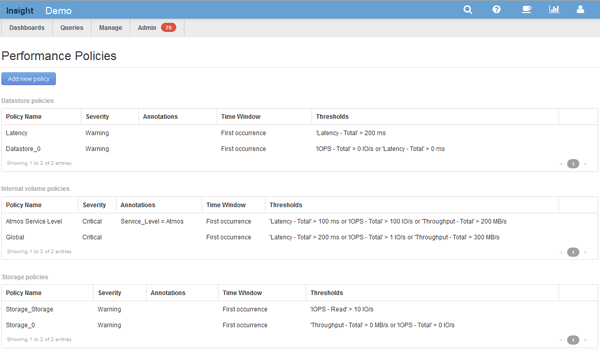 Insight Demo
Dashboards Queries Manage Admin 79
Performance Policies
Add new policy
Datastore policies
Policy Name Severity Annotations Time Window Thresholds
Latency Warning First occurrence 'Latency - Total' > 200 ms
Datastore_0 Warning First occurrence 'IOPS - Total' > 0 IO/s or 'Latency - Total' > 0 ms
Showing 1 to 2 of 2 entries < 1 >
Internal volume policies
Policy Name Severity Annotations Time Window Thresholds
Atmos Service Level Critical Service_Level = Atmos First occurrence 'Latency - Total' > 100 ms or 'IOPS - Total' > 100 IO/s or 'Throughput - Total' > 200 MB/s
Global Critical First occurrence 'Latency - Total' > 200 ms or 'IOPS - Total' > 1 IO/s or 'Throughput - Total' > 300 MB/s
Showing 1 to 2 of 2 entries < 1 >
Storage policies
Policy Name Severity Annotations Time Window Thresholds
Storage_Storage Warning First occurrence 'IOPS - Read' > 10 IO/s
Storage_0 Warning First occurrence 'Throughput - Total' > 0 MB/s or 'IOPS - Total' > 0 IO/s
Showing 1 to 2 of 2 entries < 1 >